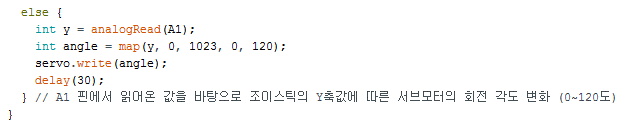 else {
int y = analogRead(A1);
int angle = map(y, 0, 1023, 0, 120);
servo.write(angle);
delay(30);
} // A1 핀에서 읽어온 값을 바탕으로 조이스틱의 Y축값에 따른 서브모터의 회전 각도 변화 (0~120도)
}